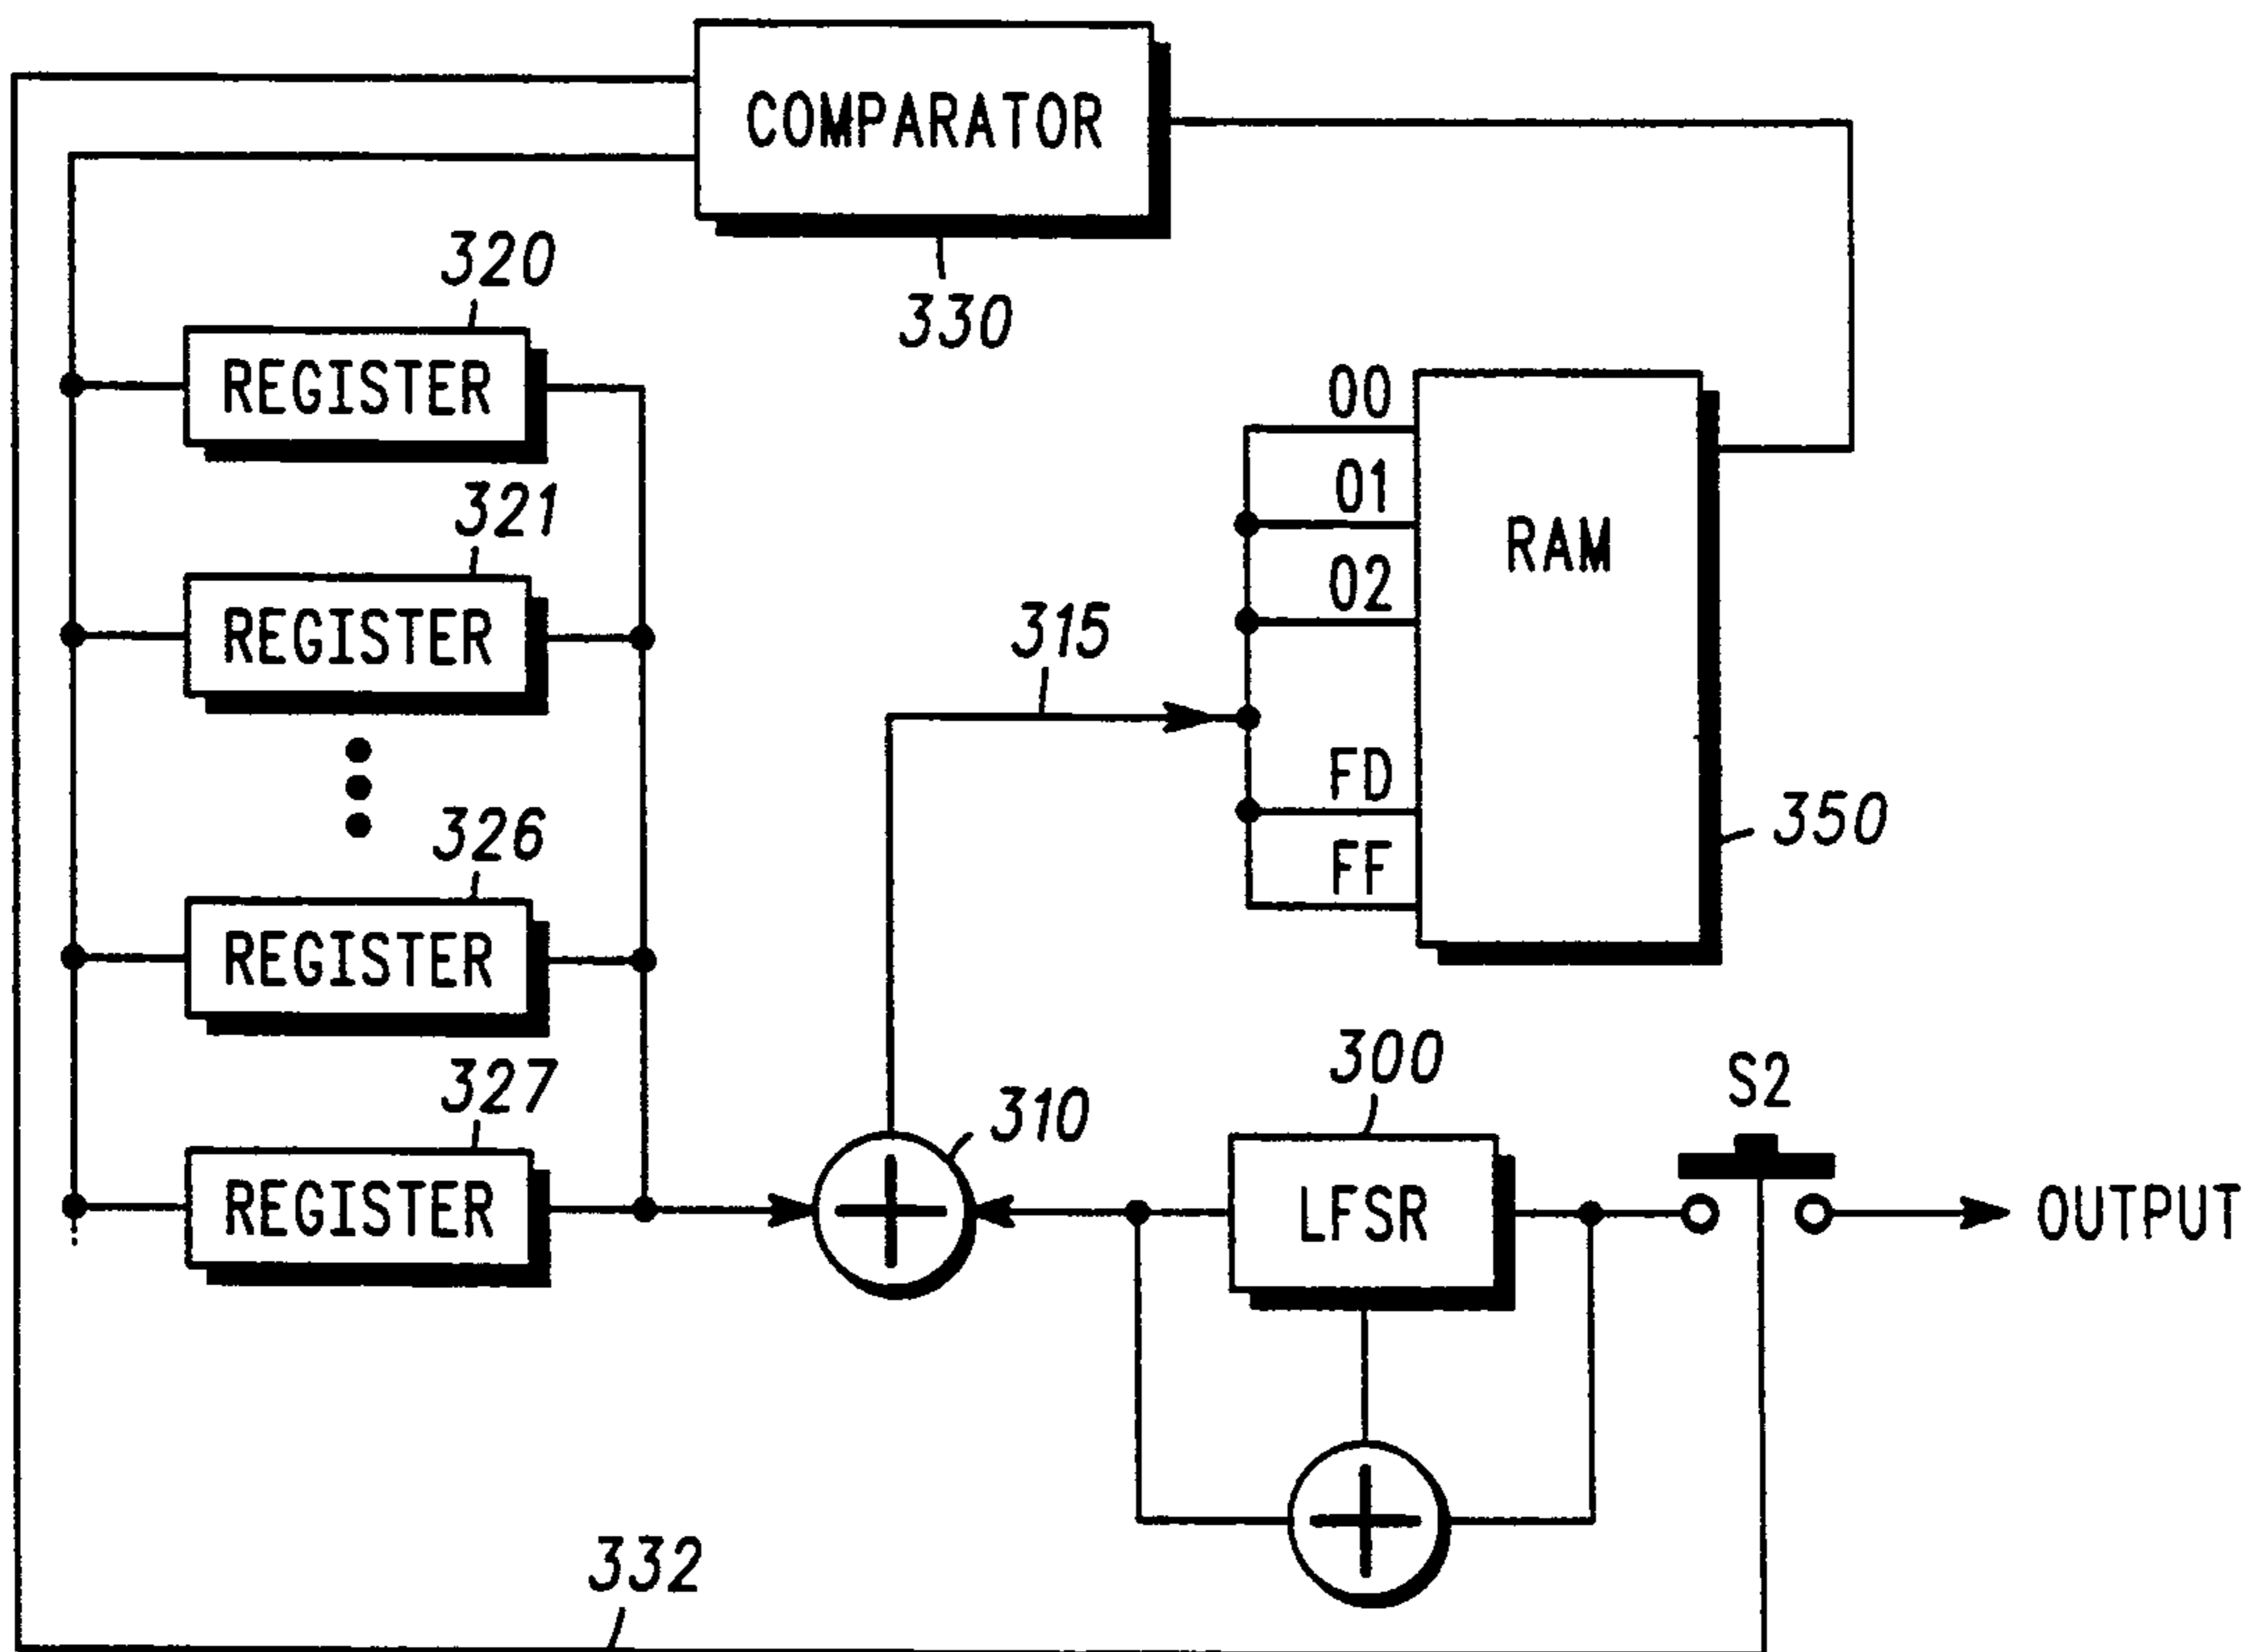 COMPARATOR
330
320
REGISTER
321
REGISTER
326
REGISTER
327
REGISTER
00
01
02
FD
FF
RAM
350
315
310
300
LFSR
S2
OUTPUT
332